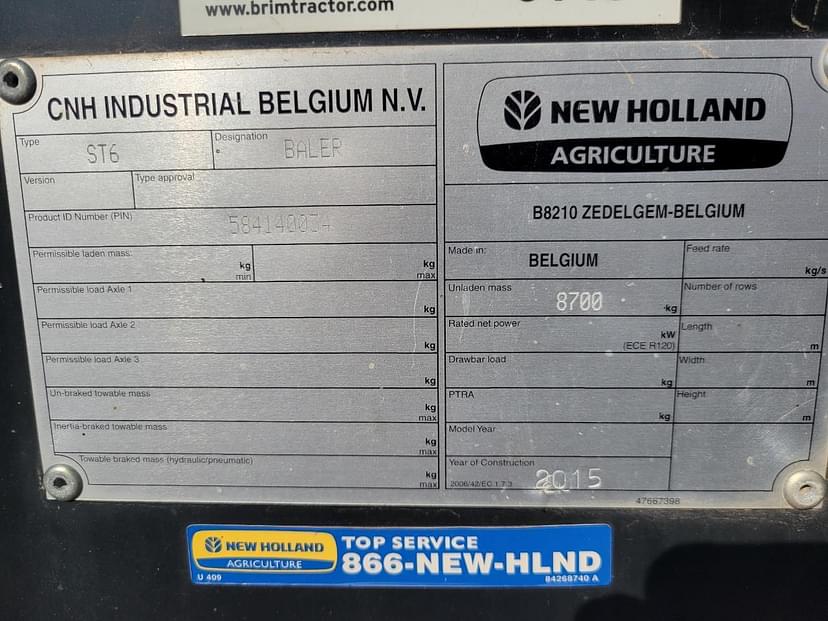 www.brimtractor.com
CNH INDUSTRIAL BELGIUM N.V.
Type ST6
Designation BALER
Version
Type approval
Product ID Number (PIN) 584140034
Permissible laden mass: kg min kg max
Permissible load Axle 1 kg
Permissible load Axle 2 kg
Permissible load Axle 3 kg
Un-braked towable mass kg max
Inertia-braked towable mass kg max
Towable braked mass (hydraulic/pneumatic) kg max
NEW HOLLAND
AGRICULTURE
B8210 ZEDELGEM-BELGIUM
Made in: BELGIUM
Feed rate kg/s
Unladen mass 8700 kg
Number of rows
Rated net power kW (ECE R120)
Length m
Drawbar load kg
Width m
PTRA kg
Height m
Model Year
Year of Construction 2015
2006/42/EC 1.7.3
47667398
NEW HOLLAND
AGRICULTURE
U 409
TOP SERVICE
866-NEW-HLND
84268740 A